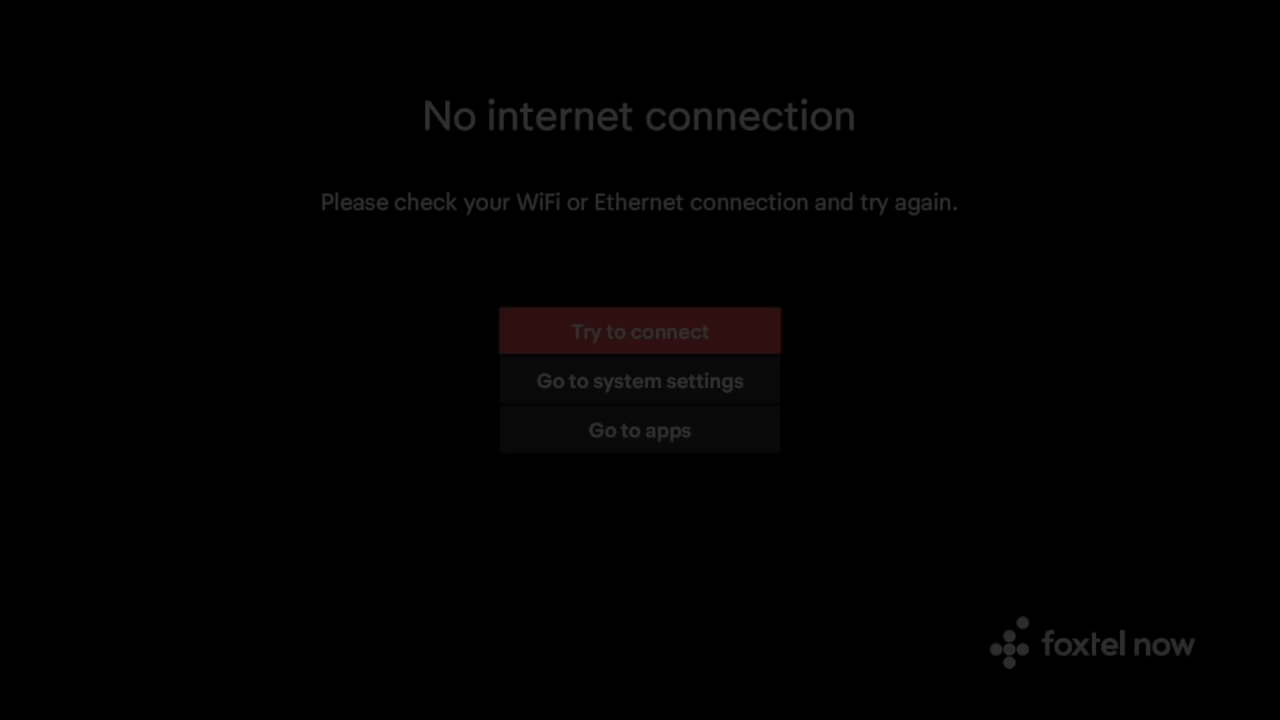 No internet connection
Please check your WiFi or Ethernet connection and try again.
Try to connect
Go to system settings
Go to apps
foxtel now